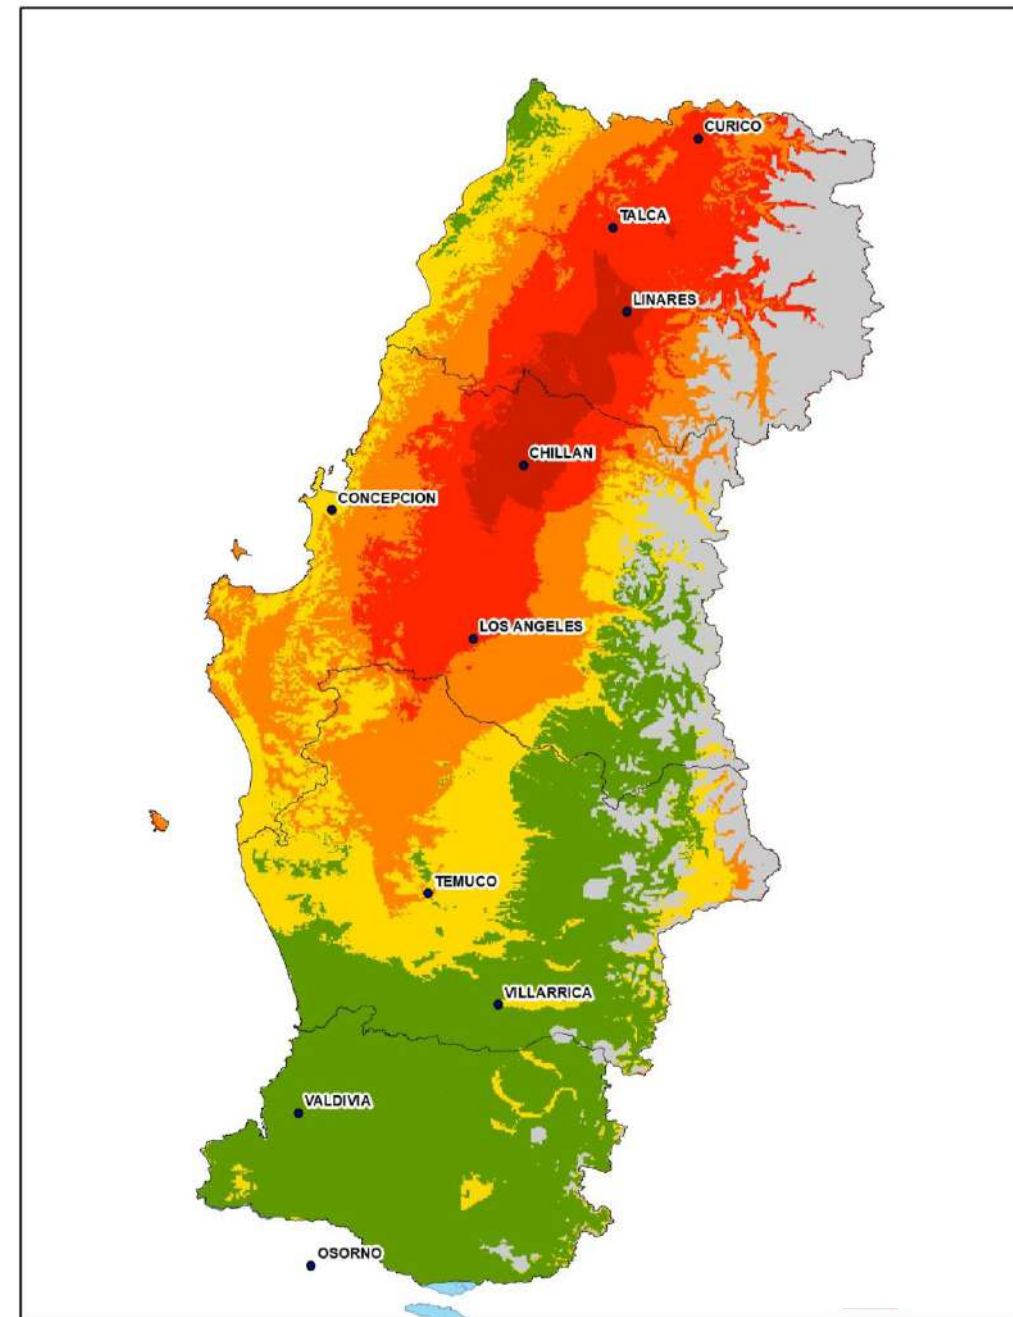 CURICO
TALCA
LINARES
CHILLAN
CONCEPCION
LOS ANGELES
TEMUCO
VILLARRICA
VALDIVIA
OSORNO